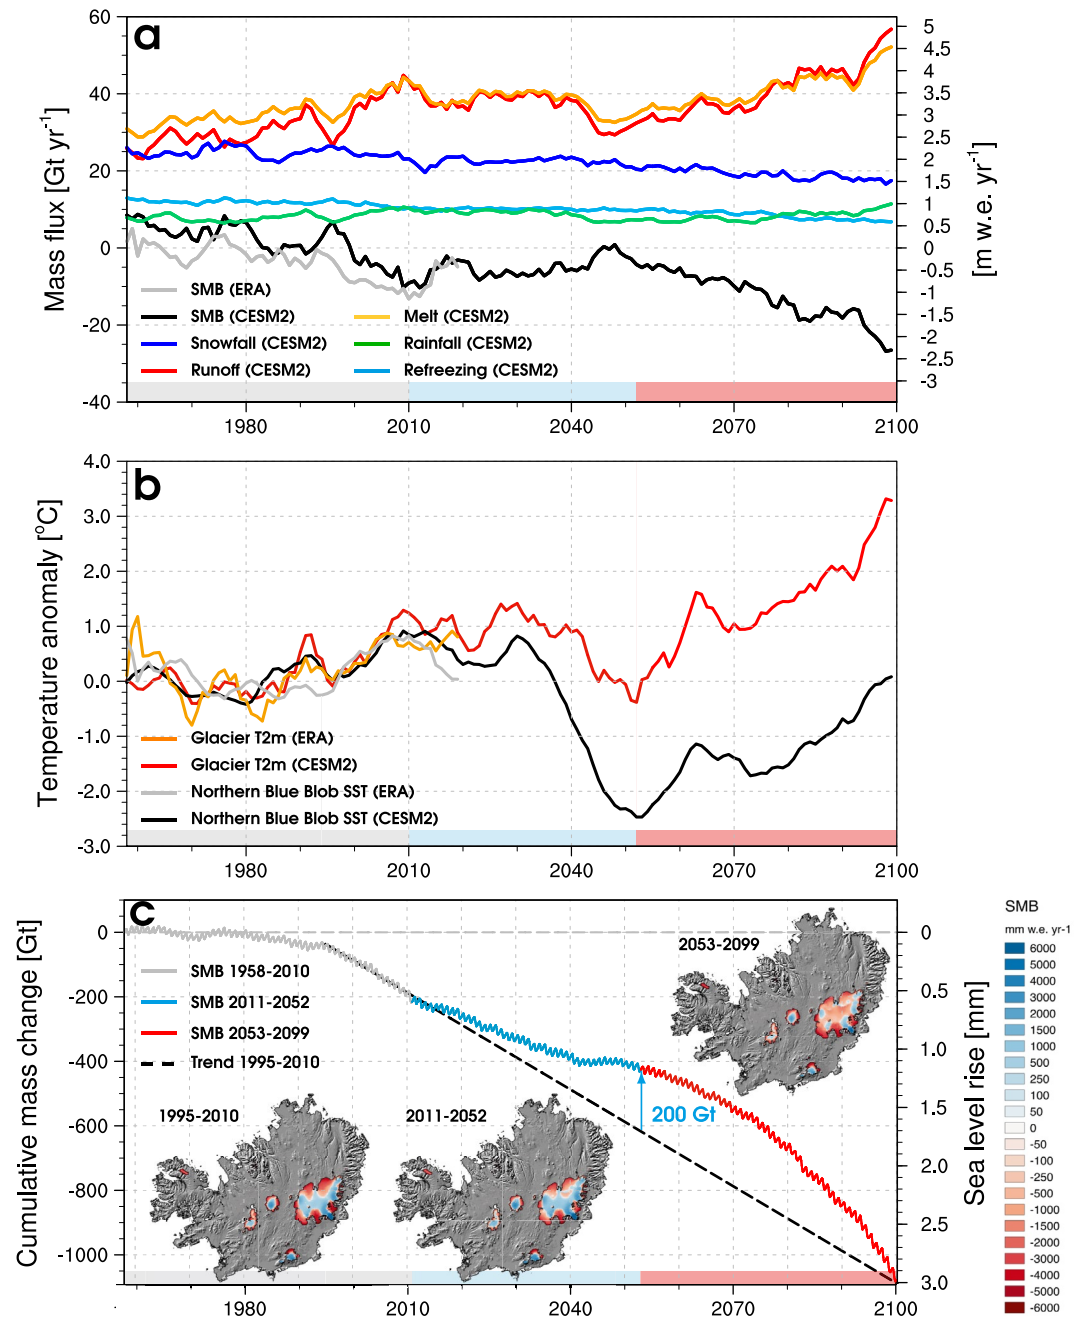 a
Mass flux [Gt yr-1]
[m w.e. yr-1]
60
40
20
0
-20
-40
5
4.5
4
3.5
3
2.5
2
1.5
1
0.5
0
-0.5
-1
-1.5
-2
-2.5
-3
SMB (ERA)
SMB (CESM2)
Snowfall (CESM2)
Runoff (CESM2)
Melt (CESM2)
Rainfall (CESM2)
Refreezing (CESM2)
1980 2010 2040 2070 2100
b
Temperature anomaly [°C]
4.0
3.0
2.0
1.0
0.0
-1.0
-2.0
-3.0
Glacier T2m (ERA)
Glacier T2m (CESM2)
Northern Blue Blob SST (ERA)
Northern Blue Blob SST (CESM2)
1980 2010 2040 2070 2100
c
Cumulative mass change [Gt]
Sea level rise [mm]
0
-200
-400
-600
-800
-1000
0
0.5
1.0
1.5
2.0
2.5
3.0
SMB 1958-2010
SMB 2011-2052
SMB 2053-2099
Trend 1995-2010
2053-2099
1995-2010
2011-2052
200 Gt
1980 2010 2040 2070 2100
SMB
mm w.e. yr-1
6000
5000
4000
3000
2000
1500
1000
500
250
100
50
0
-50
-100
-250
-500
-1000
-1500
-2000
-3000
-4000
-5000
-6000